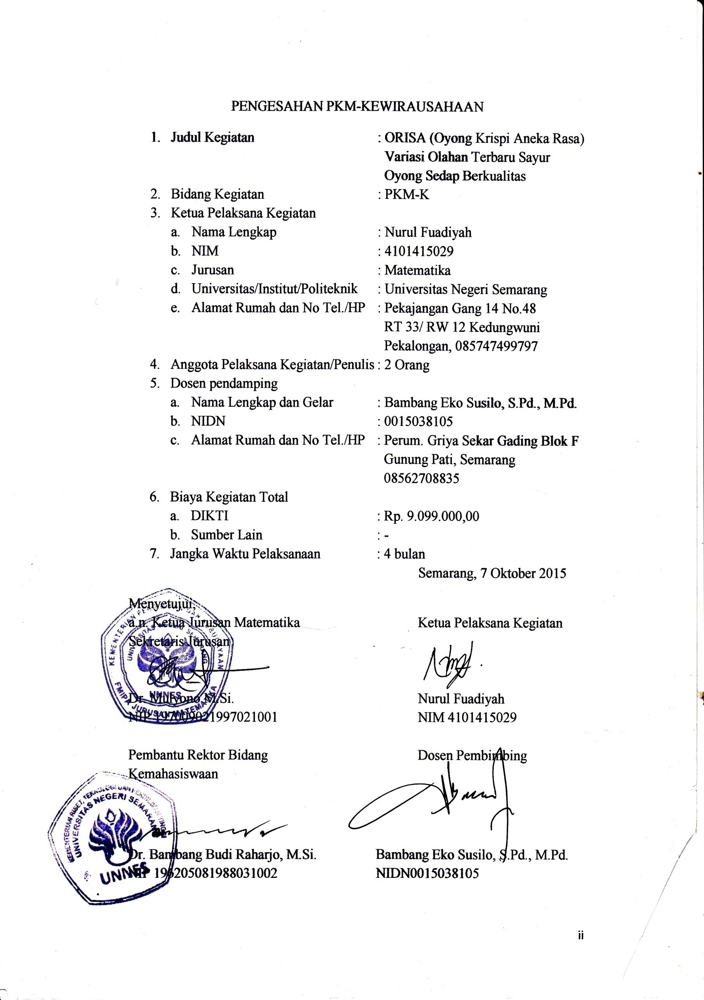 PENGESAHAN PKM-KEWIRAUSAHAAN
1. Judul Kegiatan : ORISA (Oyong Krispi Aneka Rasa)
Variasi Olahan Terbaru Sayur
Oyong Sedap Berkualitas
2. Bidang Kegiatan : PKM-K
3. Ketua Pelaksana Kegiatan
a. Nama Lengkap : Nurul Fuadiyah
b. NIM : 4101415029
c. Jurusan : Matematika
d. Universitas/Institut/Politeknik : Universitas Negeri Semarang
e. Alamat Rumah dan No Tel./HP : Pekajangan Gang 14 No.48
RT 33/ RW 12 Kedungwuni
Pekalongan, 085747499797
4. Anggota Pelaksana Kegiatan/Penulis : 2 Orang
5. Dosen pendamping
a. Nama Lengkap dan Gelar : Bambang Eko Susilo, S.Pd., M.Pd.
b. NIDN : 0015038105
c. Alamat Rumah dan No Tel./HP : Perum. Griya Sekar Gading Blok F
Gunung Pati, Semarang
08562708835
6. Biaya Kegiatan Total
a. DIKTI : Rp. 9.099.000,00
b. Sumber Lain : -
7. Jangka Waktu Pelaksanaan : 4 bulan
Semarang, 7 Oktober 2015
Menyetujui,
a.n. Ketua Jurusan Matematika
Sekretaris Jurusan
KEMENTERIAN DAN
UNIVERSITAS NEGERI SEMARANG
UNNES
FMIPA JURUSAN MATEMATIKA
Dr. Mulyono M.Si.
NIP 197009021997021001
Ketua Pelaksana Kegiatan
Nurul Fuadiyah
NIM 4101415029
Pembantu Rektor Bidang
Kemahasiswaan
KEMENTERIAN RISET, TEKNOLOGI DAN PENDIDIKAN TINGGI
UNIVERSITAS NEGERI SEMARANG
UNNES
Dr. Bambang Budi Raharjo, M.Si.
NIP 196205081988031002
Dosen Pembimbing
Bambang Eko Susilo, S.Pd., M.Pd.
NIDN0015038105
ii